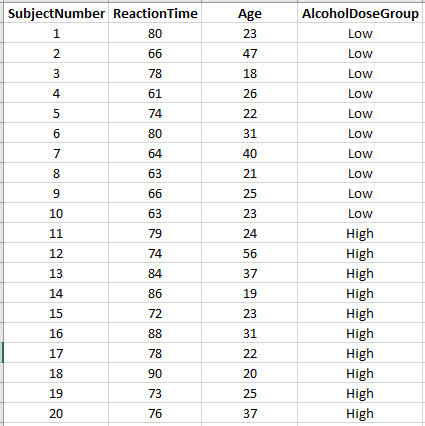 SubjectNumber ReactionTime Age AlcoholDoseGroup
1 80 23 Low
2 66 47 Low
3 78 18 Low
4 61 26 Low
5 74 22 Low
6 80 31 Low
7 64 40 Low
8 63 21 Low
9 66 25 Low
10 63 23 Low
11 79 24 High
12 74 56 High
13 84 37 High
14 86 19 High
15 72 23 High
16 88 31 High
17 78 22 High
18 90 20 High
19 73 25 High
20 76 37 High